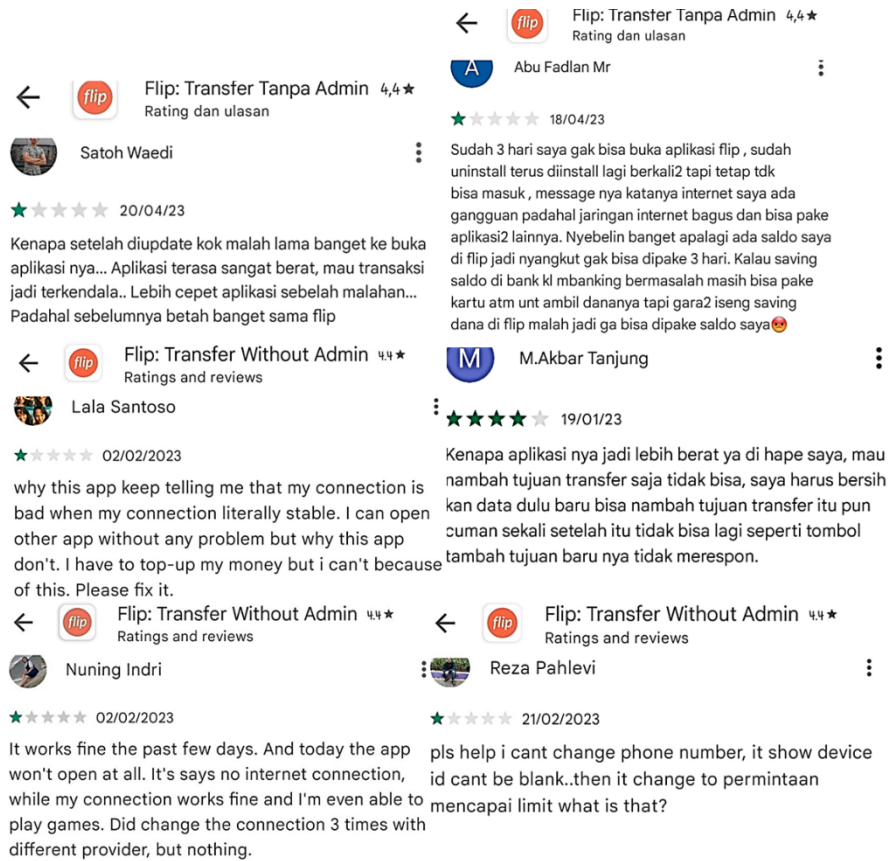 flip
Flip: Transfer Tanpa Admin 4,4★
Rating dan ulasan
Satoh Waedi
20/04/23
Kenapa setelah diupdate kok malah lama banget ke buka
aplikasi nya... Aplikasi terasa sangat berat, mau transaksi
jadi terkendala.. Lebih cepet aplikasi sebelah malahan...
Padahal sebelumnya betah banget sama flip
flip
Flip: Transfer Tanpa Admin 4,4★
Rating dan ulasan
A
Abu Fadlan Mr
18/04/23
Sudah 3 hari saya gak bisa buka aplikasi flip , sudah
uninstall terus diinstall lagi berkali2 tapi tetap tdk
bisa masuk , message nya katanya internet saya ada
gangguan padahal jaringan internet bagus dan bisa pake
aplikasi2 lainnya. Nyebelin banget apalagi ada saldo saya
di flip jadi nyangkut gak bisa dipake 3 hari. Kalau saving
saldo di bank kl mbanking bermasalah masih bisa pake
kartu atm unt ambil dananya tapi gara2 iseng saving
dana di flip malah jadi ga bisa dipake saldo saya😡
flip
Flip: Transfer Without Admin 4.4★
Ratings and reviews
Lala Santoso
02/02/2023
why this app keep telling me that my connection is
bad when my connection literally stable. I can open
other app without any problem but why this app
don't. I have to top-up my money but i can't because
of this. Please fix it.
M
M.Akbar Tanjung
19/01/23
Kenapa aplikasi nya jadi lebih berat ya di hape saya, mau
nambah tujuan transfer saja tidak bisa, saya harus bersih
kan data dulu baru bisa nambah tujuan transfer itu pun
cuman sekali setelah itu tidak bisa lagi seperti tombol
tambah tujuan baru nya tidak merespon.
flip
Flip: Transfer Without Admin 4.4★
Ratings and reviews
Nuning Indri
02/02/2023
It works fine the past few days. And today the app
won't open at all. It's says no internet connection,
while my connection works fine and I'm even able to
play games. Did change the connection 3 times with
different provider, but nothing.
flip
Flip: Transfer Without Admin 4.4★
Ratings and reviews
Reza Pahlevi
21/02/2023
pls help i cant change phone number, it show device
id cant be blank..then it change to permintaan
mencapai limit what is that?